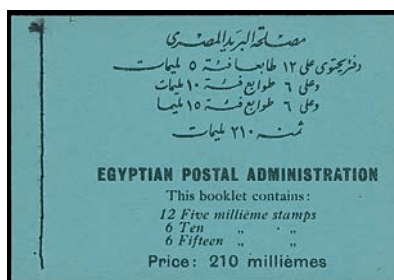 مصلحة البريد المصرى
دفتر يحتوى على ١٢ طابعا فئة ٥ مليمات
وعلى ٦ طوابع فئة ١٠ مليمات
وعلى ٦ طوابع فئة ١٥ مليما
ثمنه ٢١٠ مليمات
EGYPTIAN POSTAL ADMINISTRATION
This booklet contains:
12 Five millième stamps
6 Ten „ „
6 Fifteen „ „
Price: 210 millièmes